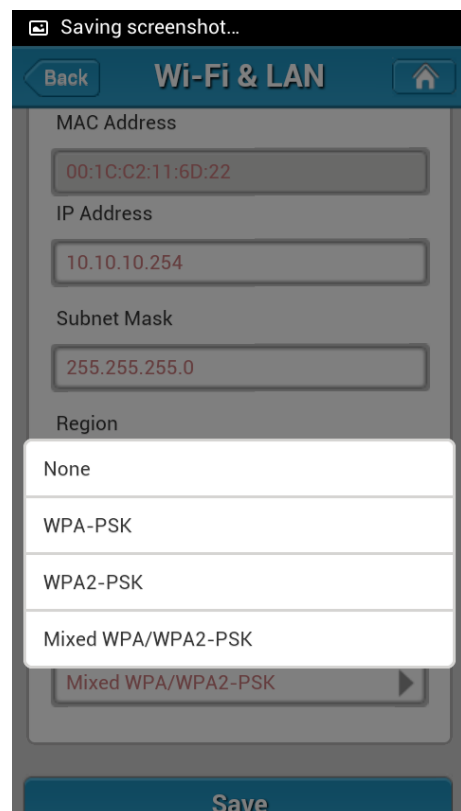 Saving screenshot...
Back
Wi-Fi & LAN
MAC Address
00:1C:C2:11:6D:22
IP Address
10.10.10.254
Subnet Mask
255.255.255.0
Region
None
WPA-PSK
WPA2-PSK
Mixed WPA/WPA2-PSK
Mixed WPA/WPA2-PSK
Save